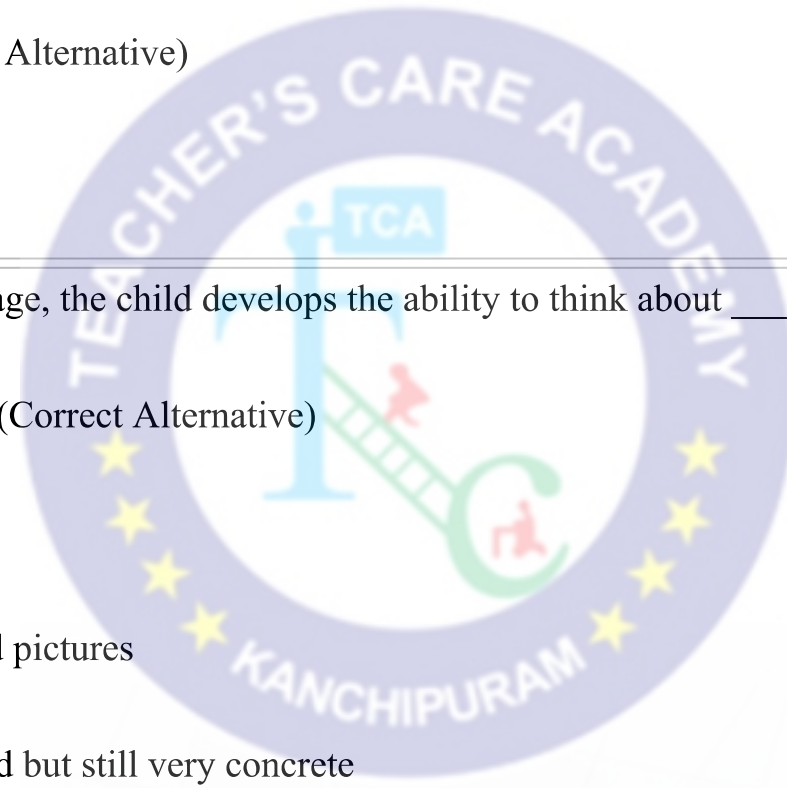 Alternative)
TEACHER'S CARE ACADEMY
TCA
the child develops the ability to think about ____
(Correct Alternative)
pictures
but still very concrete
KANCHIPURAM